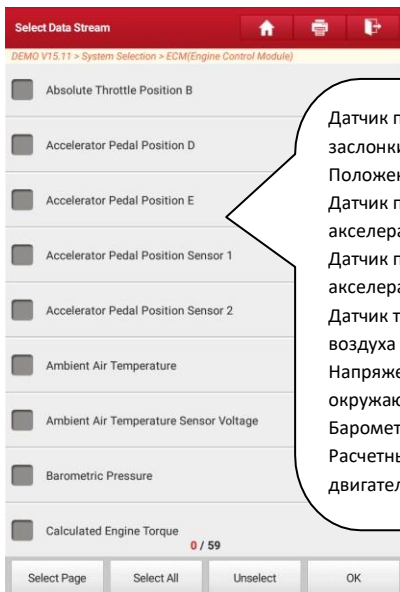 Select Data Stream
DEMO V15.11 > System Selection > ECM(Engine Control Module)
Absolute Throttle Position B
Accelerator Pedal Position D
Accelerator Pedal Position E
Accelerator Pedal Position Sensor 1
Accelerator Pedal Position Sensor 2
Ambient Air Temperature
Ambient Air Temperature Sensor Voltage
Barometric Pressure
Calculated Engine Torque
0 / 59
Select Page
Select All
Unselect
OK
Датчик
Положен
Датчик
акселера
Датчик
акселера
Датчик
воздуха
Напряже
окружаю
Баромет
Расчетны
двигател